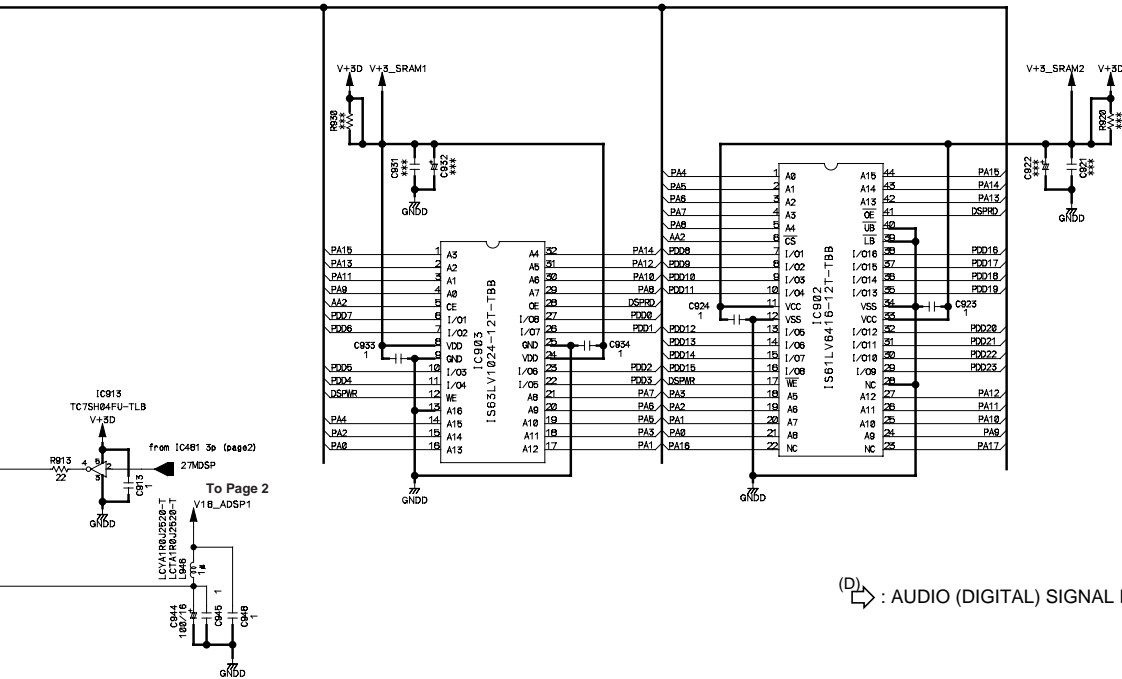 V+3D V+3_SRAM1
R930
***
C931
***
C932
***
GNDD
PA15 1 A3 A4 32 PA14
PA13 2 A2 A5 31 PA12
PA11 3 A1 A6 30 PA10
PA9 4 A0 A7 29 PA8
AA2 5 CE OE 28 DSPRD
PDD7 6 I/O1 I/O8 27 PDD0
PDD6 7 I/O2 I/O7 26 PDD1
8 VDD GND 25
9 GND VDD 24
PDD5 10 I/O3 I/O6 23 PDD2
PDD4 11 I/O4 I/O5 22 PDD3
DSPWR 12 WE A8 21 PA7
13 A16 A9 20 PA6
PA4 14 A15 A10 19 PA5
PA2 15 A14 A11 18 PA3
PA0 16 A13 A12 17 PA1
IC903
IS63LV1024-12T-TBB
C933
1
C934
1
GNDD
V+3_SRAM2 V+3D
R920
***
C922
***
C921
***
GNDD
PA4 1 A0 A15 44 PA15
PA5 2 A1 A14 43 PA14
PA6 3 A2 A13 42 PA13
PA7 4 A3 OE 41 DSPRD
PA8 5 A4 UB 40
AA2 6 CS LB 39
PDD8 7 I/O1 I/O16 38 PDD16
PDD9 8 I/O2 I/O15 37 PDD17
PDD10 9 I/O3 I/O14 36 PDD18
PDD11 10 I/O4 I/O13 35 PDD19
11 VCC VSS 34
12 VSS VCC 33
PDD12 13 I/O5 I/O12 32 PDD20
PDD13 14 I/O6 I/O11 31 PDD21
PDD14 15 I/O7 I/O10 30 PDD22
PDD15 16 I/O8 I/O9 29 PDD23
DSPWR 17 WE NC 28
PA3 18 A5 A12 27 PA12
PA2 19 A6 A11 26 PA11
PA1 20 A7 A10 25 PA10
PA0 21 A8 A9 24 PA9
PA16 22 NC NC 23 PA17
IC902
IS61LV6416-12T-TBB
C924
1
C923
1
GNDD
IC913
TC7SH04FU-TLB
V+3D
from IC481 3p (page2)
R913
22
4 5 2 3
27MDSP
C913
1
GNDD
To Page 2
V18_ADSP1
LCYA1R0J2520-T
LCTA1R0J2520-T
L946
1μ
C944
100/16
C945
1
C948
1
GNDD
(D) : AUDIO (DIGITAL) SIGNAL